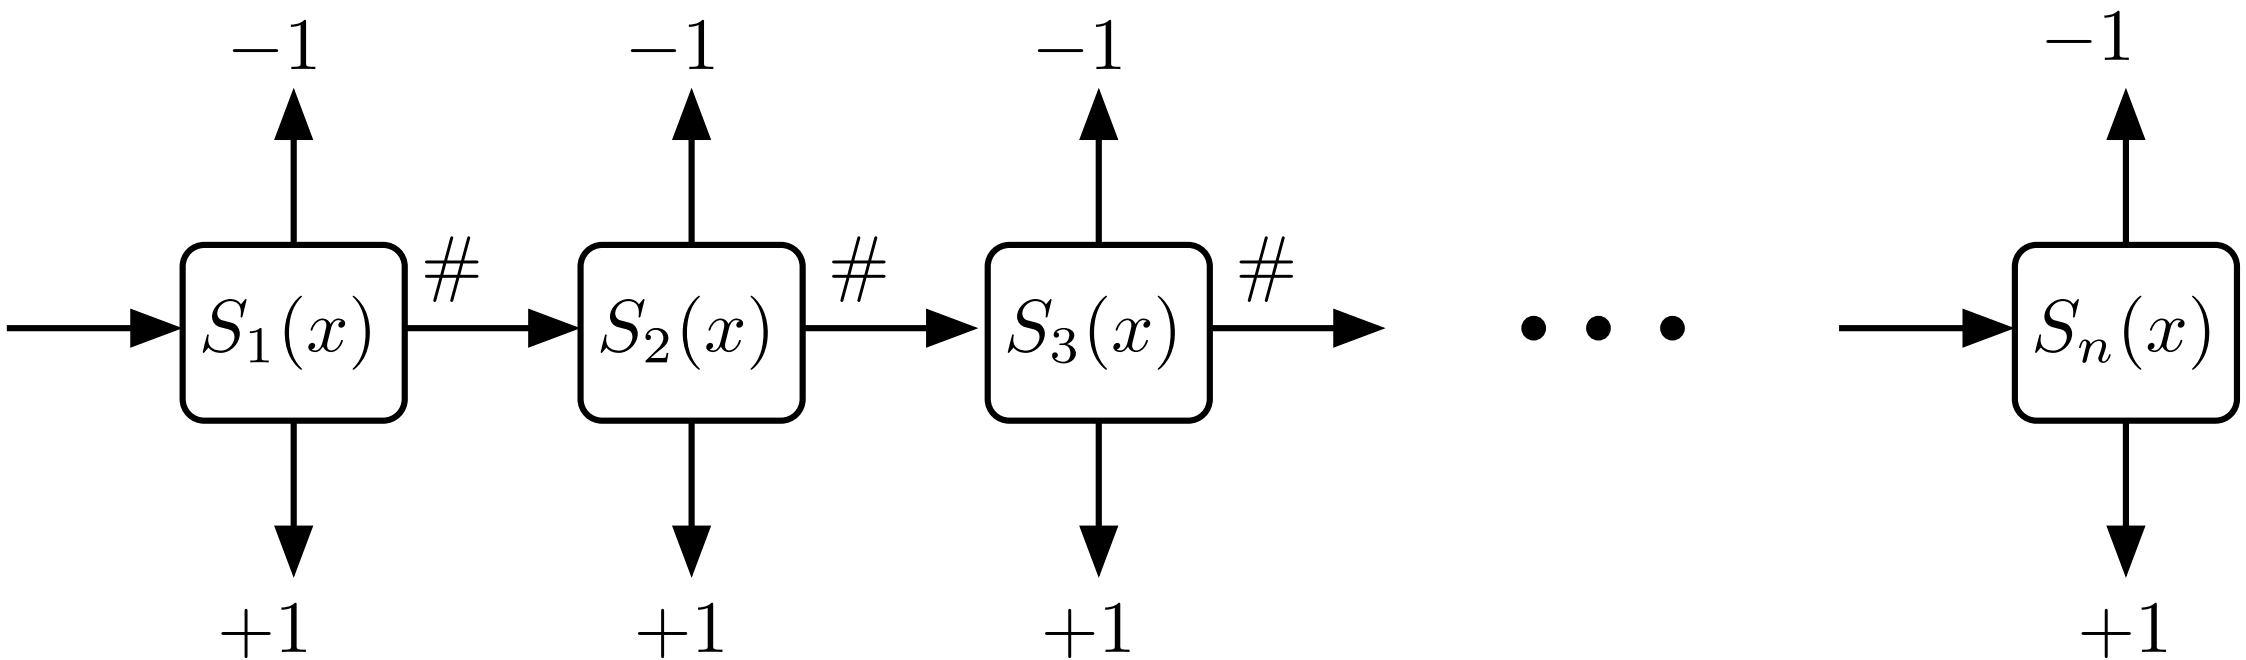 −1 −1 −1 −1
# # #
S₁(x) S₂(x) S₃(x) Sₙ(x)
+1 +1 +1 +1